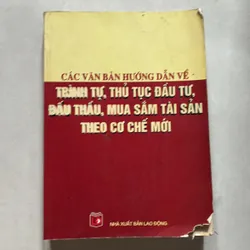 CÁC VĂN BẢN HƯỚNG DẪN VỀ
TRÌNH TỰ, THỦ TỤC ĐẦU TƯ,
ĐẤU THẦU, MUA SẮM TÀI SẢN
THEO CƠ CHẾ MỚI
NHÀ XUẤT BẢN LAO ĐỘNG